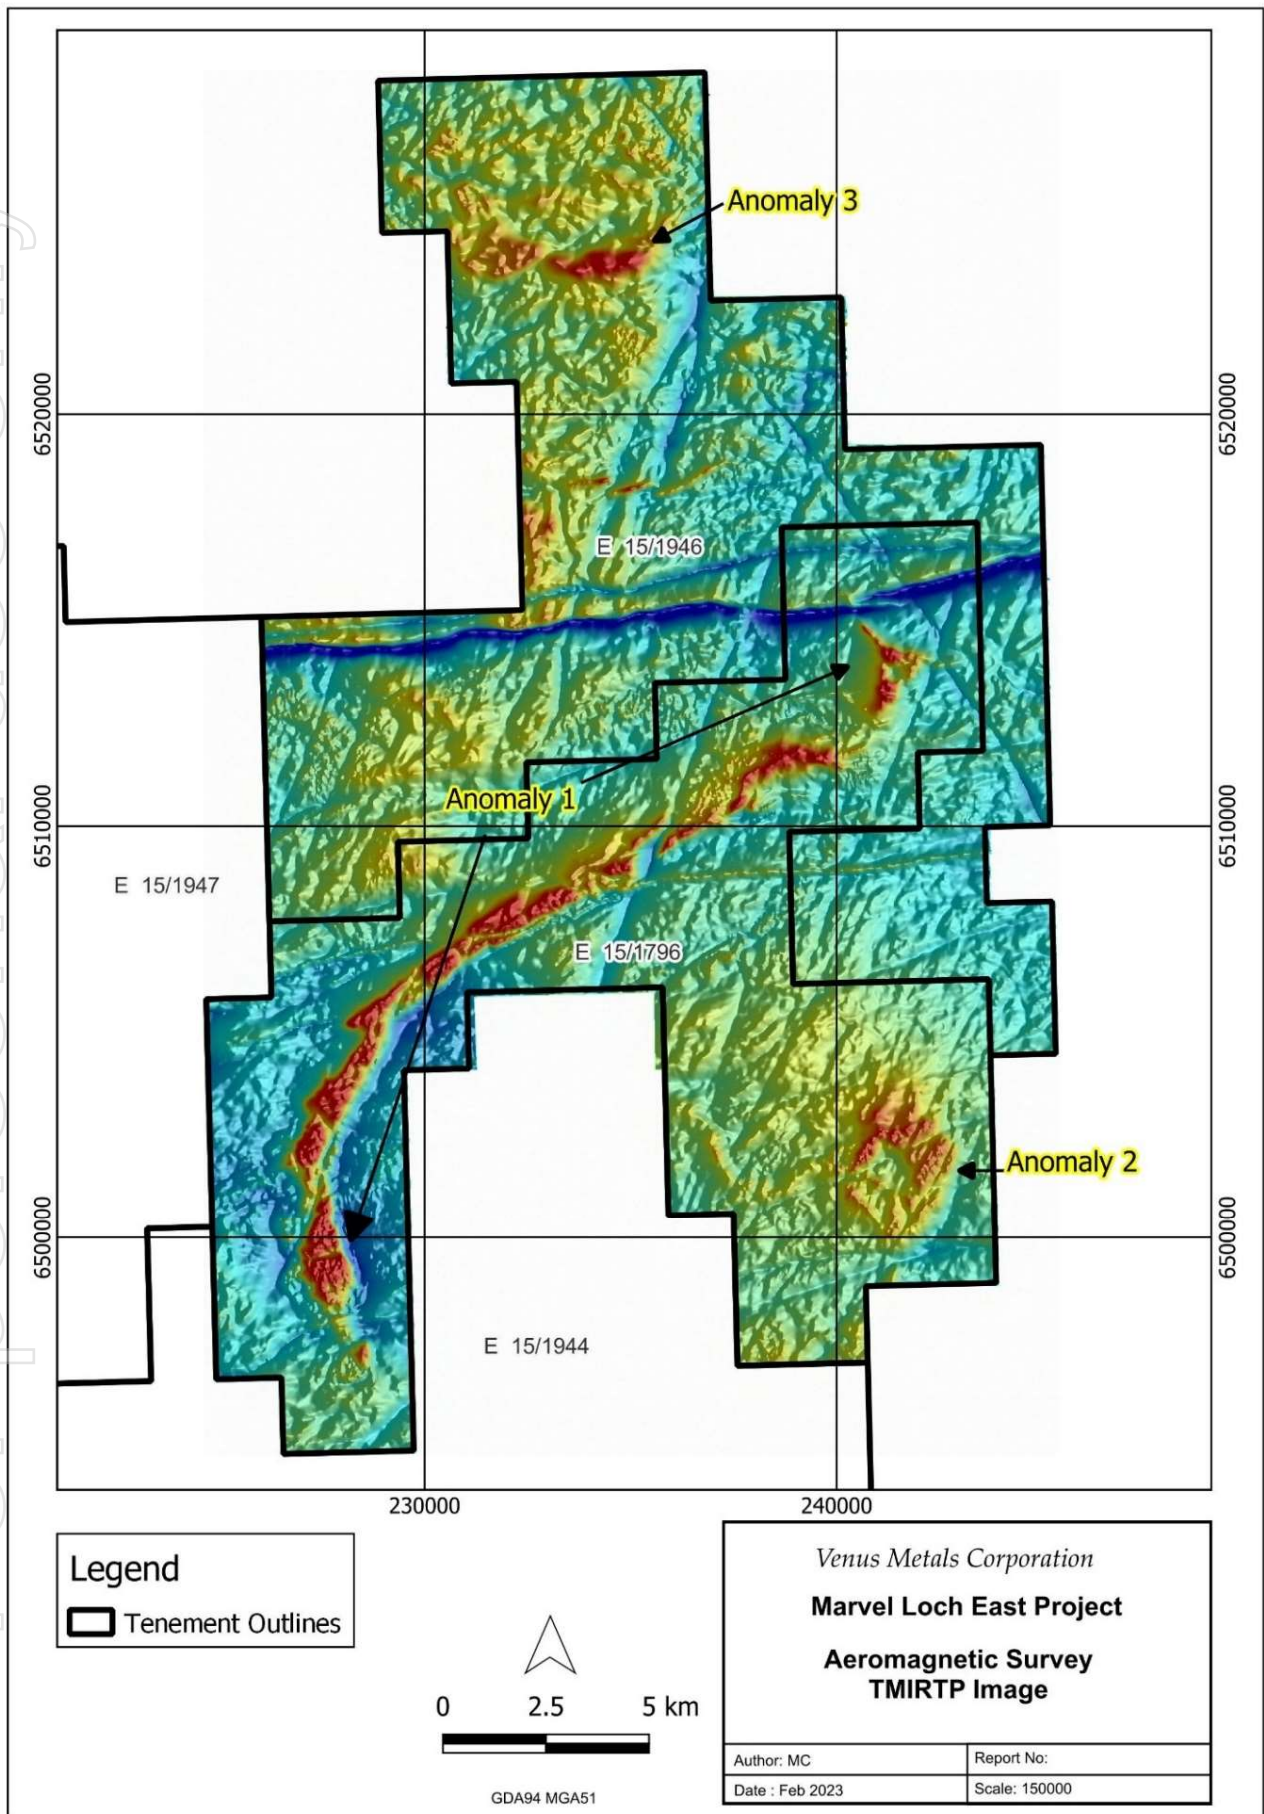 Anomaly 3
6520000
6520000
E 15/1946
Anomaly 1
6510000
6510000
E 15/1947
E 15/1796
Anomaly 2
6500000
6500000
E 15/1944
230000
240000
Legend
Tenement Outlines
0 2.5 5 km
GDA94 MGA51
Venus Metals Corporation
Marvel Loch East Project
Aeromagnetic Survey
TMIRTP Image
Author: MC
Report No:
Date : Feb 2023
Scale: 150000